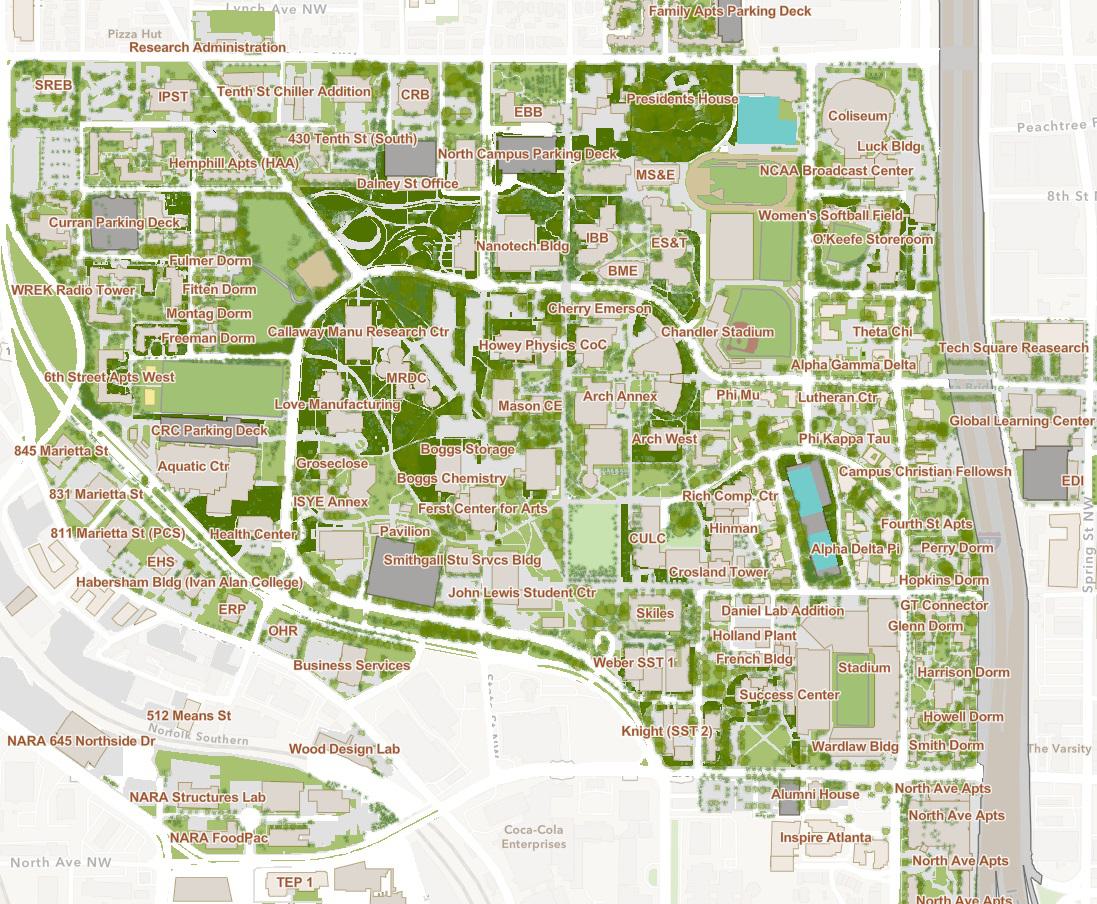 Lynch Ave NW
Family Apts Parking Deck
Pizza Hut
Research Administration
SREB
IPST
Tenth St Chiller Addition
CRB
EBB
Presidents House
Coliseum
Peachtree
430 Tenth St (South)
Luck Bldg
Hemphill Apts (HAA)
North Campus Parking Deck
Dalney St Office
MS&E
NCAA Broadcast Center
8th St
Curran Parking Deck
Women's Softball Field
Nanotech Bldg
IBB
ES&T
O'Keefe Storeroom
Fulmer Dorm
BME
WREK Radio Tower
Fitten Dorm
Montag Dorm
Cherry Emerson
Freeman Dorm
Callaway Manu Research Ctr
Chandler Stadium
Theta Chi
Howey Physics
CoC
Tech Square Reasearch
Alpha Gamma Delta
6th Street Apts West
MRDC
Love Manufacturing
Mason CE
Arch Annex
Phi Mu
Lutheran Ctr
Global Learning Center
CRC Parking Deck
Arch West
Phi Kappa Tau
845 Marietta St
Boggs Storage
Aquatic Ctr
Groseclose
Campus Christian Fellowsh
Boggs Chemistry
EDI
831 Marietta St
ISYE Annex
Rich Comp. Ctr
Ferst Center for Arts
811 Marietta St (PCS)
Health Center
Pavilion
Hinman
Fourth St Apts
CULC
Spring St NW
EHS
Smithgall Stu Srvcs Bldg
Alpha Delta Pi
Perry Dorm
Crosland Tower
Habersham Bldg (Ivan Alan College)
Hopkins Dorm
John Lewis Student Ctr
ERP
Skiles
Daniel Lab Addition
GT Connector
OHR
Holland Plant
Glenn Dorm
Business Services
Weber SST 1
French Bldg
Stadium
Harrison Dorm
Success Center
512 Means St
Howell Dorm
Norfolk Southern
Knight (SST 2)
NARA 645 Northside Dr
Wood Design Lab
Wardlaw Bldg
Smith Dorm
The Varsity
NARA Structures Lab
Alumni House
North Ave Apts
North Ave Apts
NARA FoodPac
Coca-Cola
Enterprises
Inspire Atlanta
North Ave NW
North Ave Apts
TEP 1
North Ave Apts